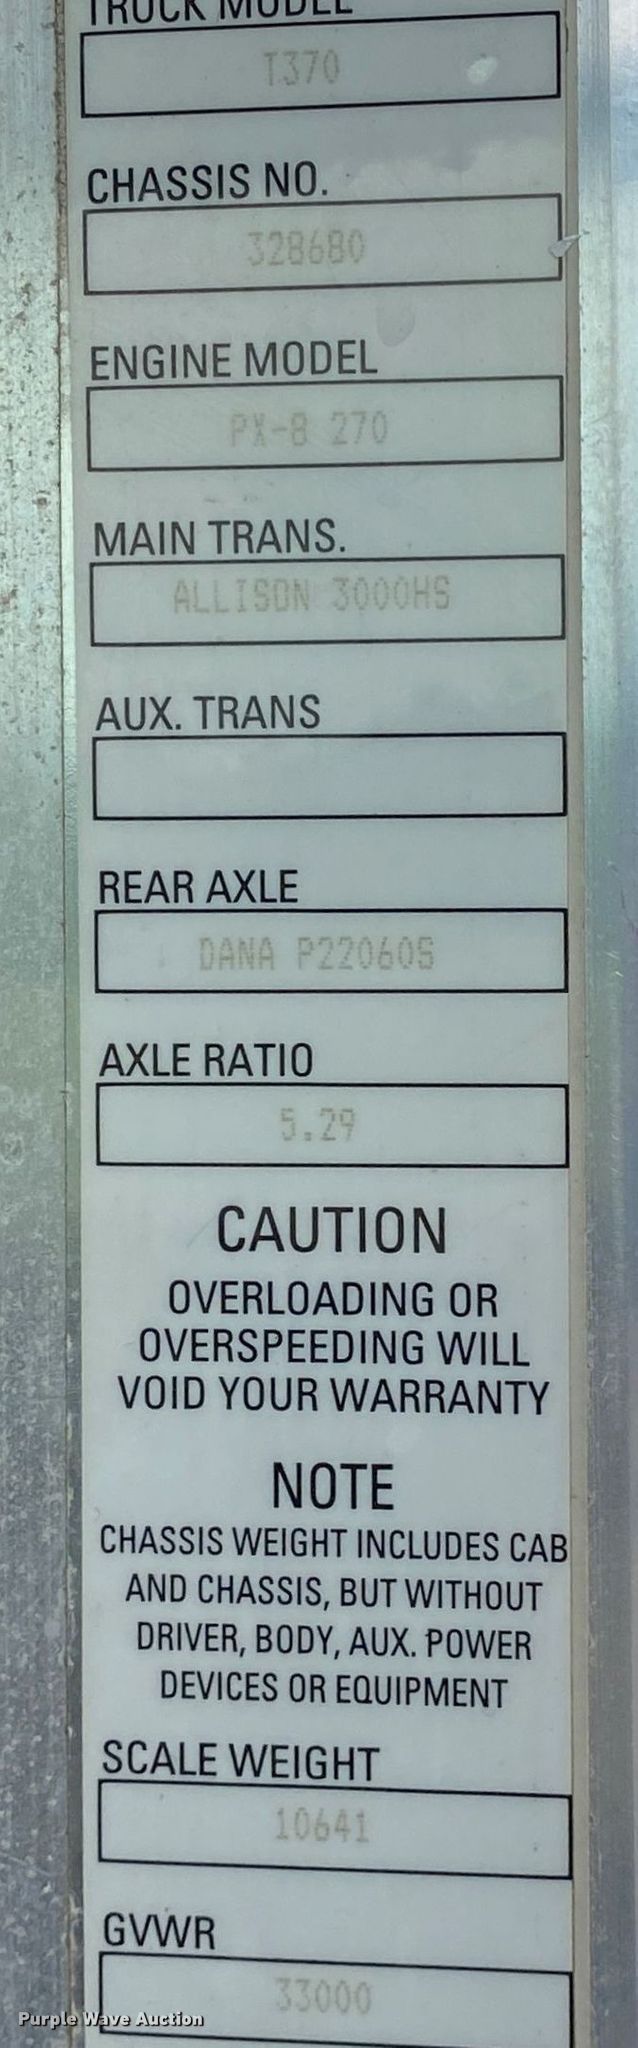 TRUCK MODEL
T370
CHASSIS NO.
328680
ENGINE MODEL
PX-8 270
MAIN TRANS.
ALLISON 3000HS
AUX. TRANS
REAR AXLE
DANA P22060S
AXLE RATIO
5.29
CAUTION
OVERLOADING OR
OVERSPEEDING WILL
VOID YOUR WARRANTY
NOTE
CHASSIS WEIGHT INCLUDES CAB
AND CHASSIS, BUT WITHOUT
DRIVER, BODY, AUX. POWER
DEVICES OR EQUIPMENT
SCALE WEIGHT
10641
GVWR
33000
Purple Wave Auction